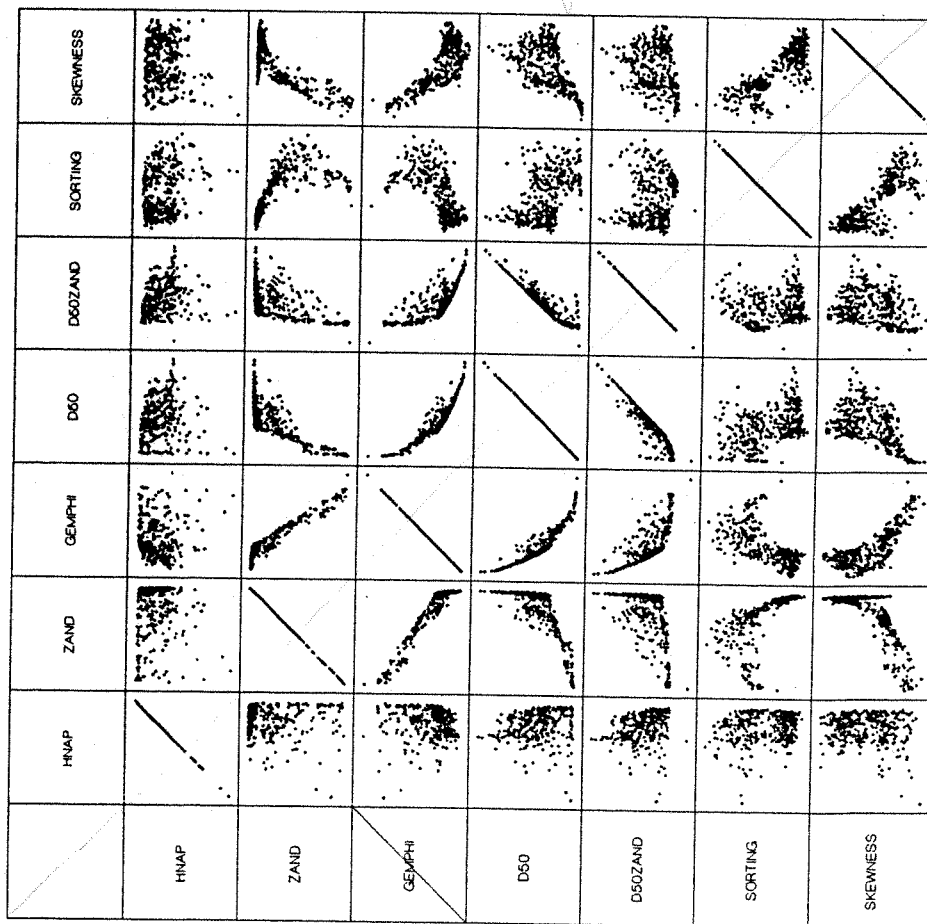 HNAP
ZAND
GEMPHI
D50
D50ZAND
SORTING
SKEWNESS
HNAP
ZAND
GEMPHI
D50
D50ZAND
SORTING
SKEWNESS